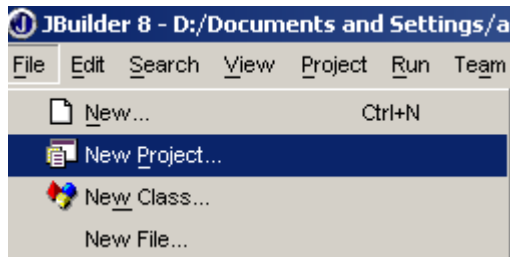 JBuilder 8 - D:/Documents and Settings/a
File Edit Search View Project Run Team
New... Ctrl+N
New Project...
New Class...
New File...